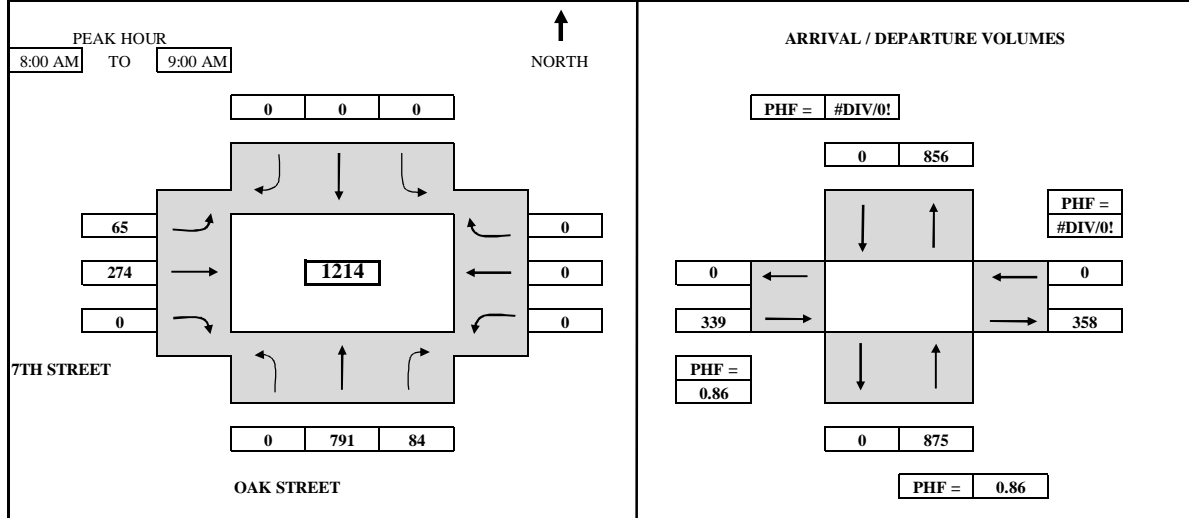 PEAK HOUR
8:00 AM TO 9:00 AM
NORTH
0 0 0
65
274
0
1214
0
0
0
7TH STREET
0 791 84
OAK STREET
ARRIVAL / DEPARTURE VOLUMES
PHF = #DIV/0!
0 856
PHF =
#DIV/0!
0 0
339 358
PHF =
0.86
0 875
PHF = 0.86